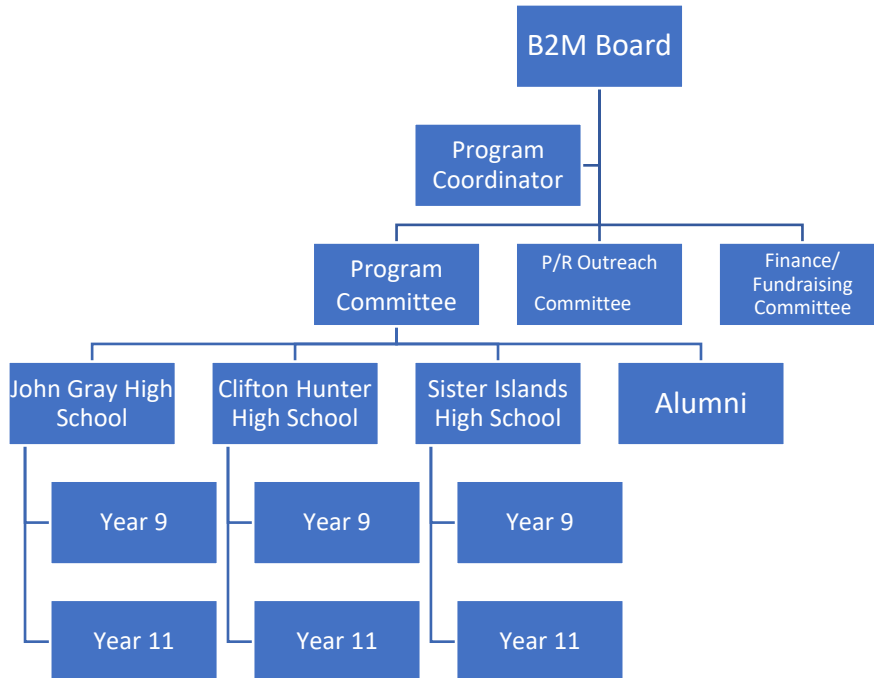 B2M Board
Program
Coordinator
Program
Committee
P/R Outreach
Committee
Finance/
Fundraising
Committee
John Gray High
School
Clifton Hunter
High School
Sister Islands
High School
Alumni
Year 9
Year 9
Year 9
Year 11
Year 11
Year 11